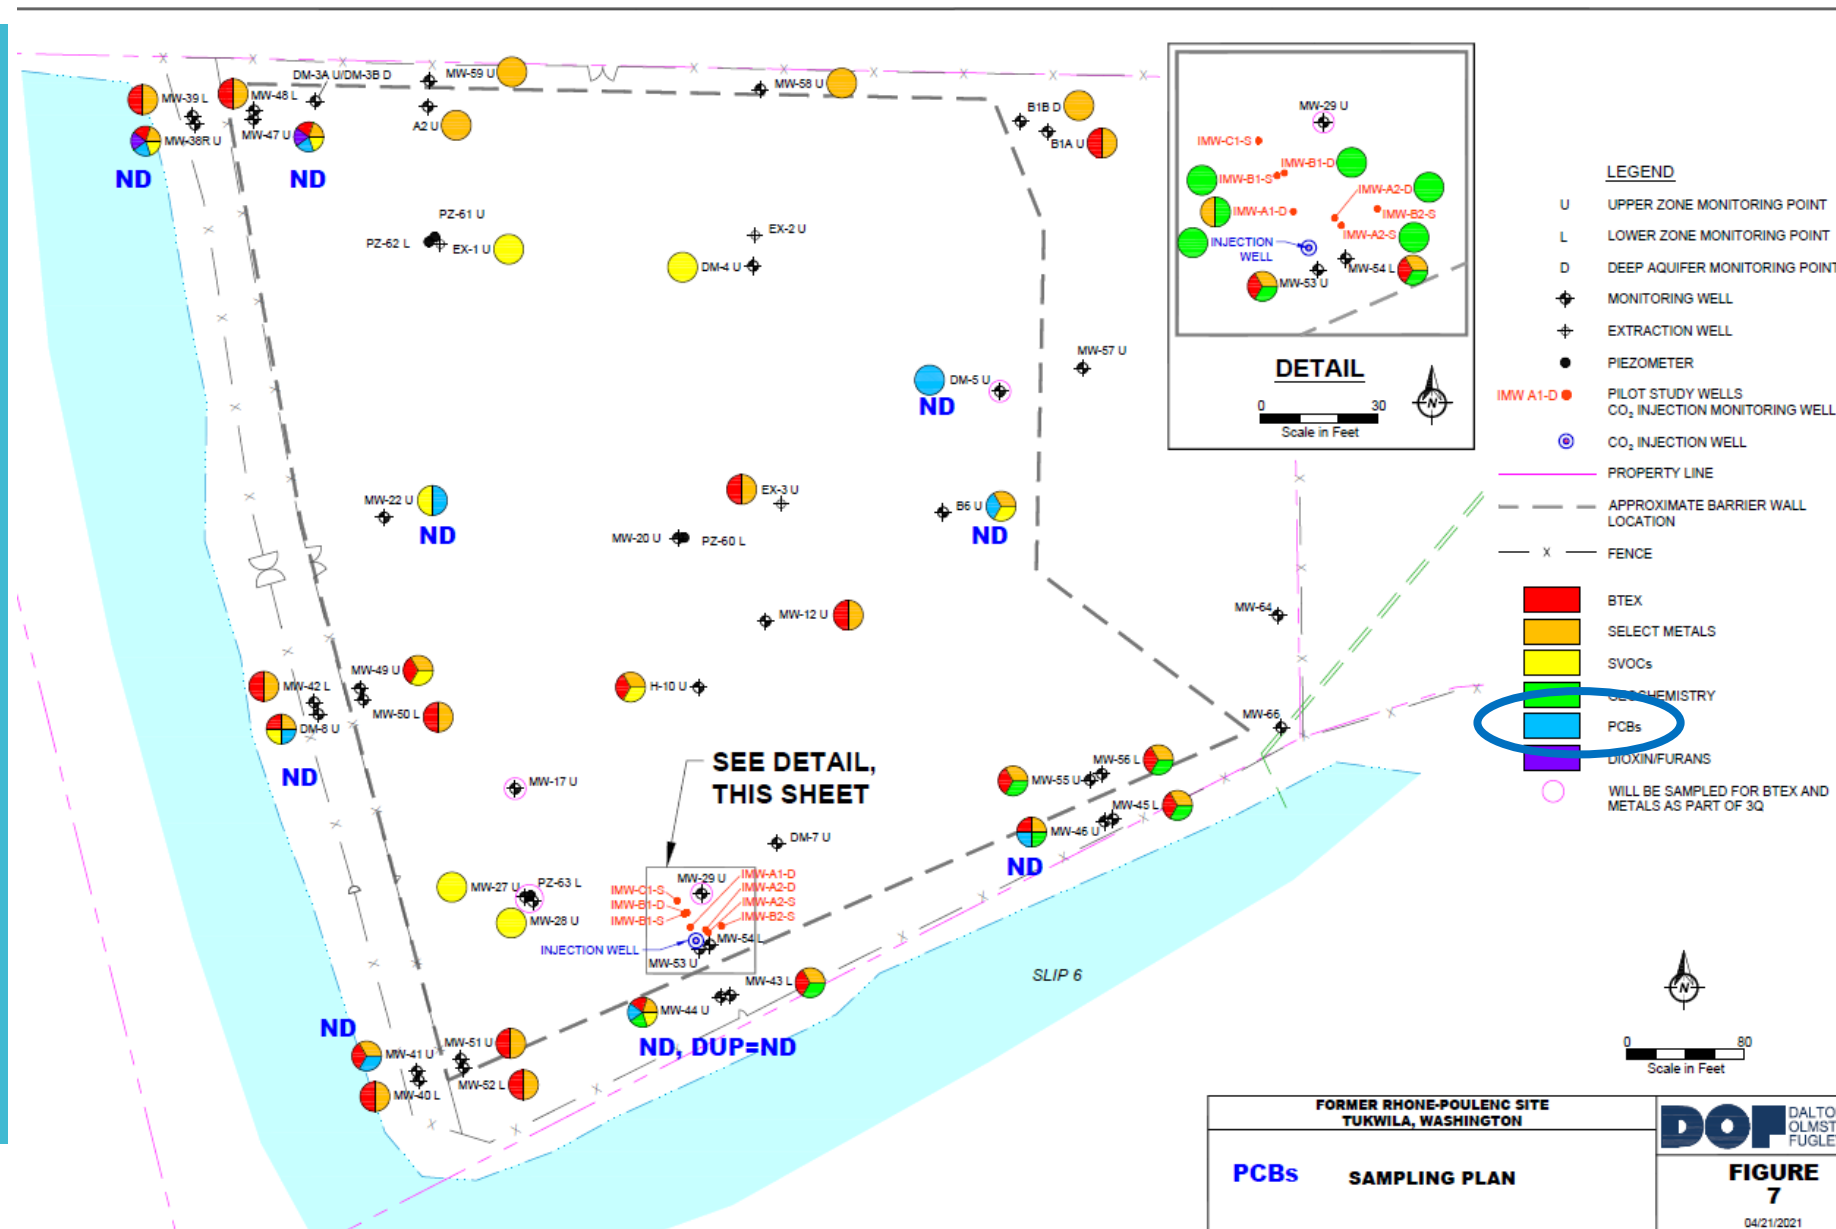 DM-3A U/DM-3B D
MW-59 U
MW-58 U
MW-39 L
MW-48 L
A2 U
B1B D
MW-38R U
MW-47 U
B1A U
ND
ND
PZ-61 U
PZ-62 L
EX-1 U
EX-2 U
DM-4 U
MW-57 U
DM-5 U
ND
MW-22 U
ND
EX-3 U
B6 U
ND
MW-20 U
PZ-60 L
MW-12 U
MW-64
MW-49 U
MW-42 L
H-10 U
MW-50 L
DM-8 U
ND
MW-66
SEE DETAIL,
THIS SHEET
MW-17 U
MW-56 L
MW-55 U
MW-45 L
MW-46 U
ND
DM-7 U
MW-27 U
PZ-63 L
MW-28 U
MW-29 U
IMW-A1-D
IMW-C1-S
IMW-A2-D
IMW-B1-D
IMW-A2-S
IMW-B1-S
IMW-B2-S
INJECTION WELL
MW-54 L
MW-53 U
MW-43 L
MW-44 U
ND, DUP=ND
SLIP 6
ND
MW-51 U
MW-41 U
MW-52 L
MW-40 L
MW-29 U
IMW-C1-S
IMW-B1-D
IMW-B1-S
IMW-A2-D
IMW-A1-D
IMW-B2-S
IMW-A2-S
INJECTION
WELL
MW-54 L
MW-53 U
DETAIL
0 30
Scale in Feet
N
LEGEND
U UPPER ZONE MONITORING POINT
L LOWER ZONE MONITORING POINT
D DEEP AQUIFER MONITORING POINT
MONITORING WELL
EXTRACTION WELL
PIEZOMETER
IMW A1-D PILOT STUDY WELLS
CO2 INJECTION MONITORING WELL
CO2 INJECTION WELL
PROPERTY LINE
APPROXIMATE BARRIER WALL
LOCATION
X FENCE
BTEX
SELECT METALS
SVOCs
GEOCHEMISTRY
PCBs
DIOXIN/FURANS
WILL BE SAMPLED FOR BTEX AND
METALS AS PART OF 3Q
N
0 80
Scale in Feet
FORMER RHONE-POULENC SITE
TUKWILA, WASHINGTON
PCBs SAMPLING PLAN
DOF
DALTO
OLMST
FUGLE
FIGURE
7
04/21/2021